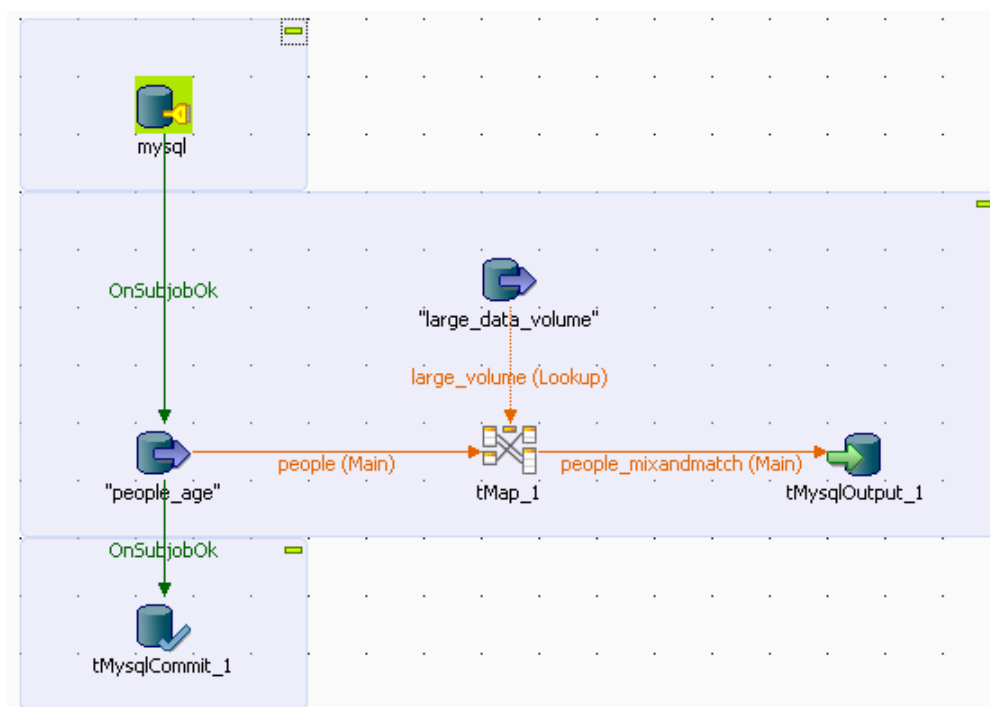 mysql
OnSubjobOk
"large_data_volume"
large_volume (Lookup)
people (Main)
people_mixandmatch (Main)
"people_age"
tMap_1
tMysqlOutput_1
OnSubjobOk
tMysqlCommit_1